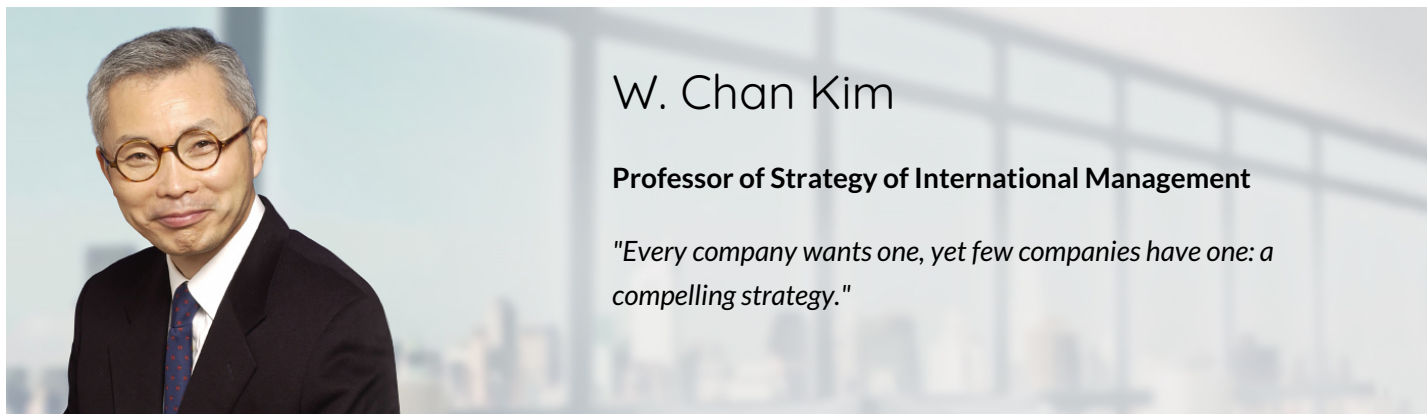 W. Chan Kim
Professor of Strategy of International Management
"Every company wants one, yet few companies have one: a
compelling strategy."